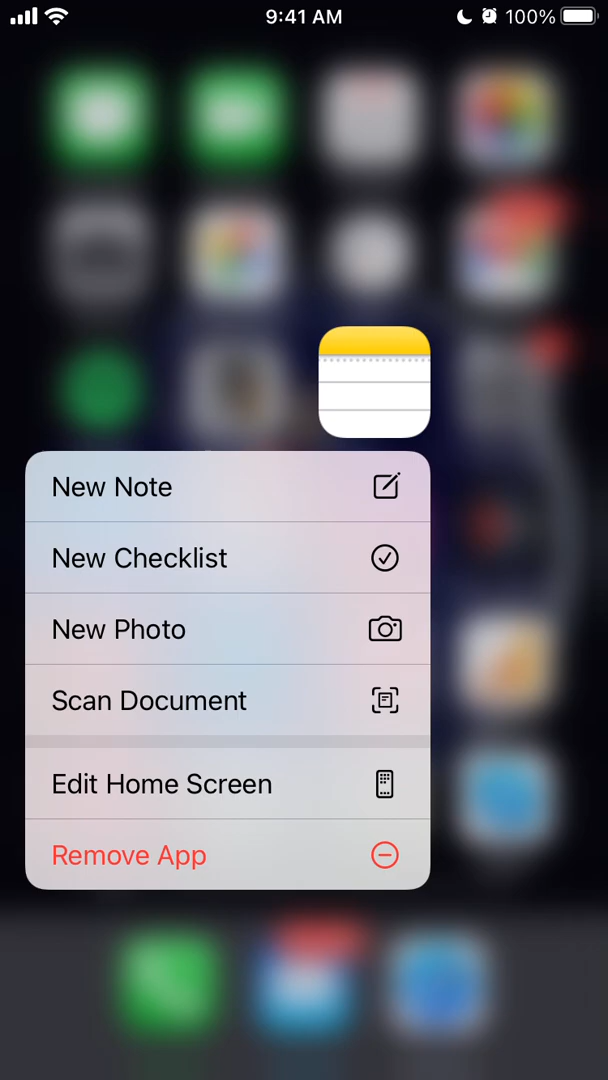 9:41 AM
100%
New Note
New Checklist
New Photo
Scan Document
Edit Home Screen
Remove App